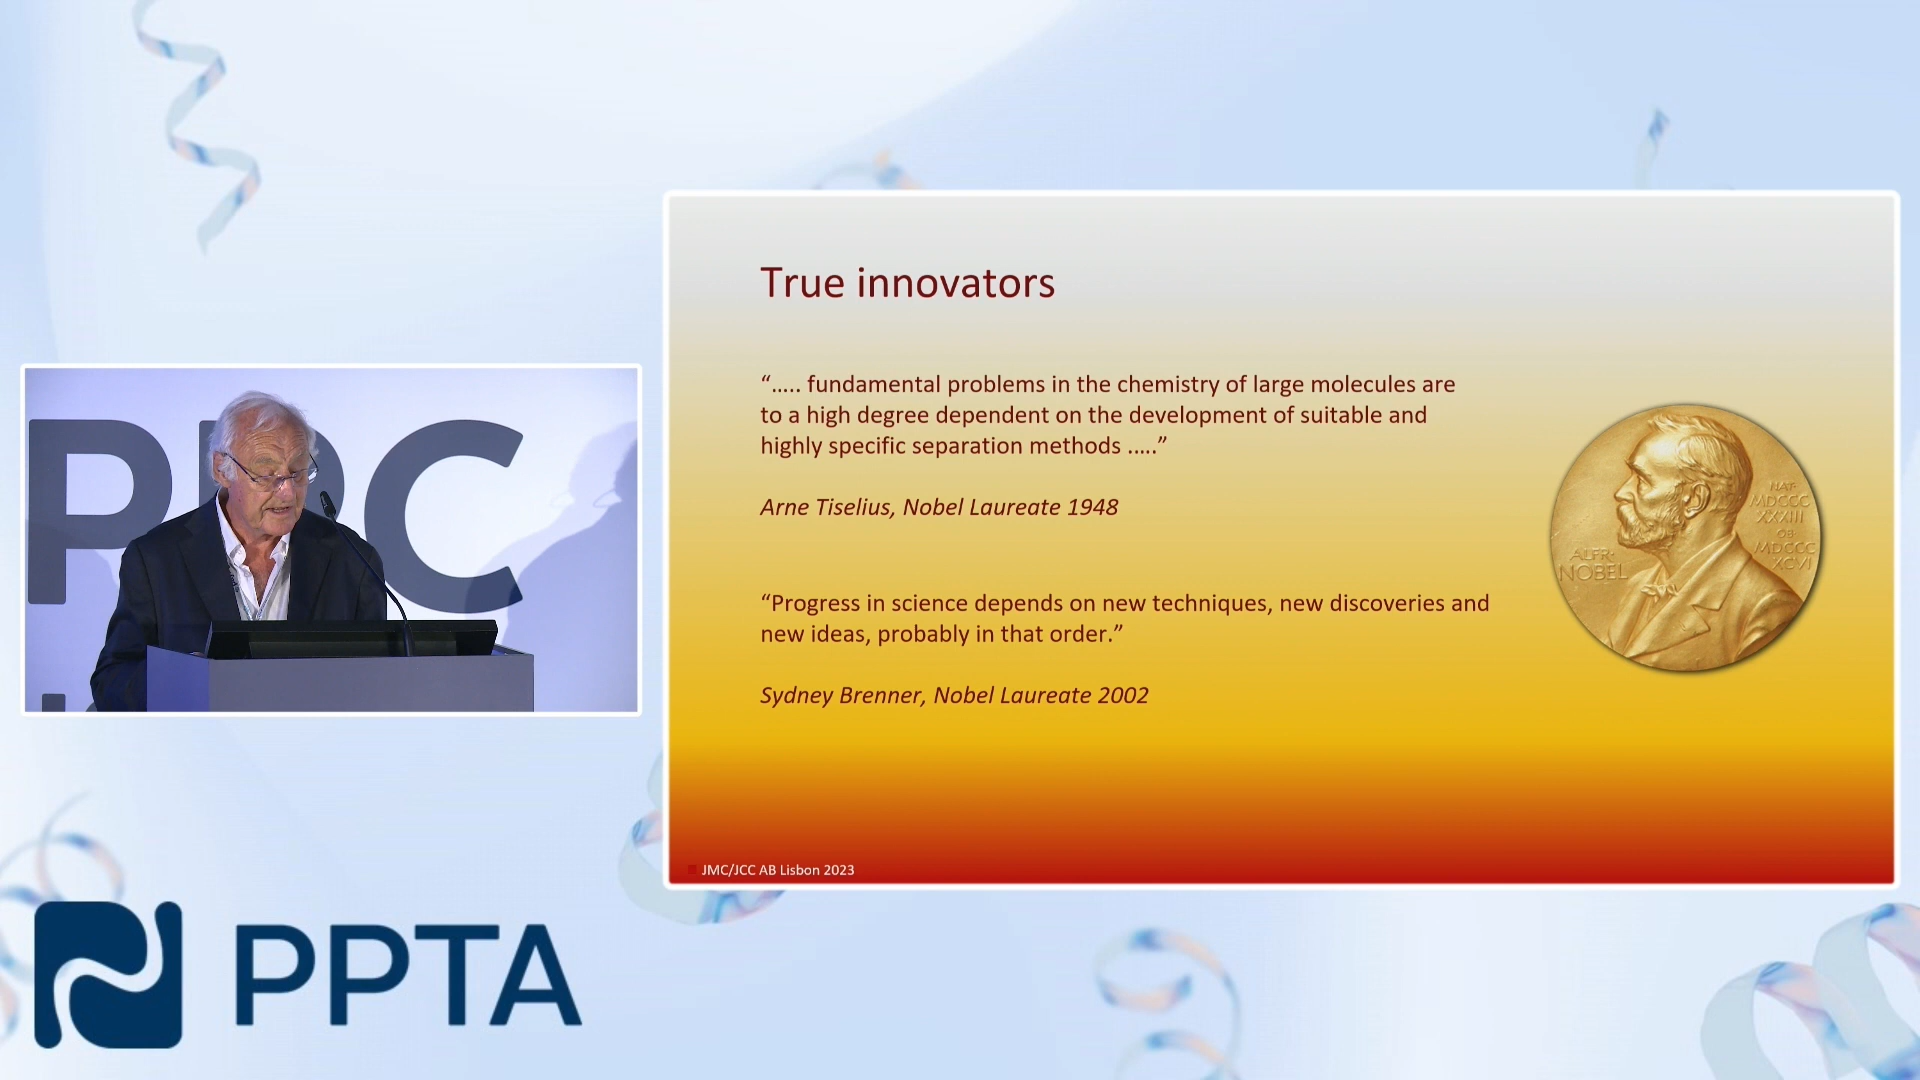 True innovators
“..... fundamental problems in the chemistry of large molecules are
to a high degree dependent on the development of suitable and
highly specific separation methods .....”
Arne Tiselius, Nobel Laureate 1948
“Progress in science depends on new techniques, new discoveries and
new ideas, probably in that order.”
Sydney Brenner, Nobel Laureate 2002
ALFR·
NOBEL
NAT·
MDCCC
XXXIII
OB·
MDCCC
XCVI
JMC/JCC AB Lisbon 2023
PPTA